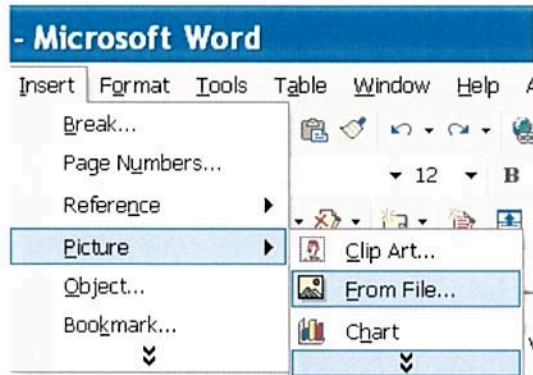 - Microsoft Word
Insert Format Tools Table Window Help
Break...
Page Numbers...
12 B
Reference
Picture
Clip Art...
Object...
From File...
Bookmark...
Chart